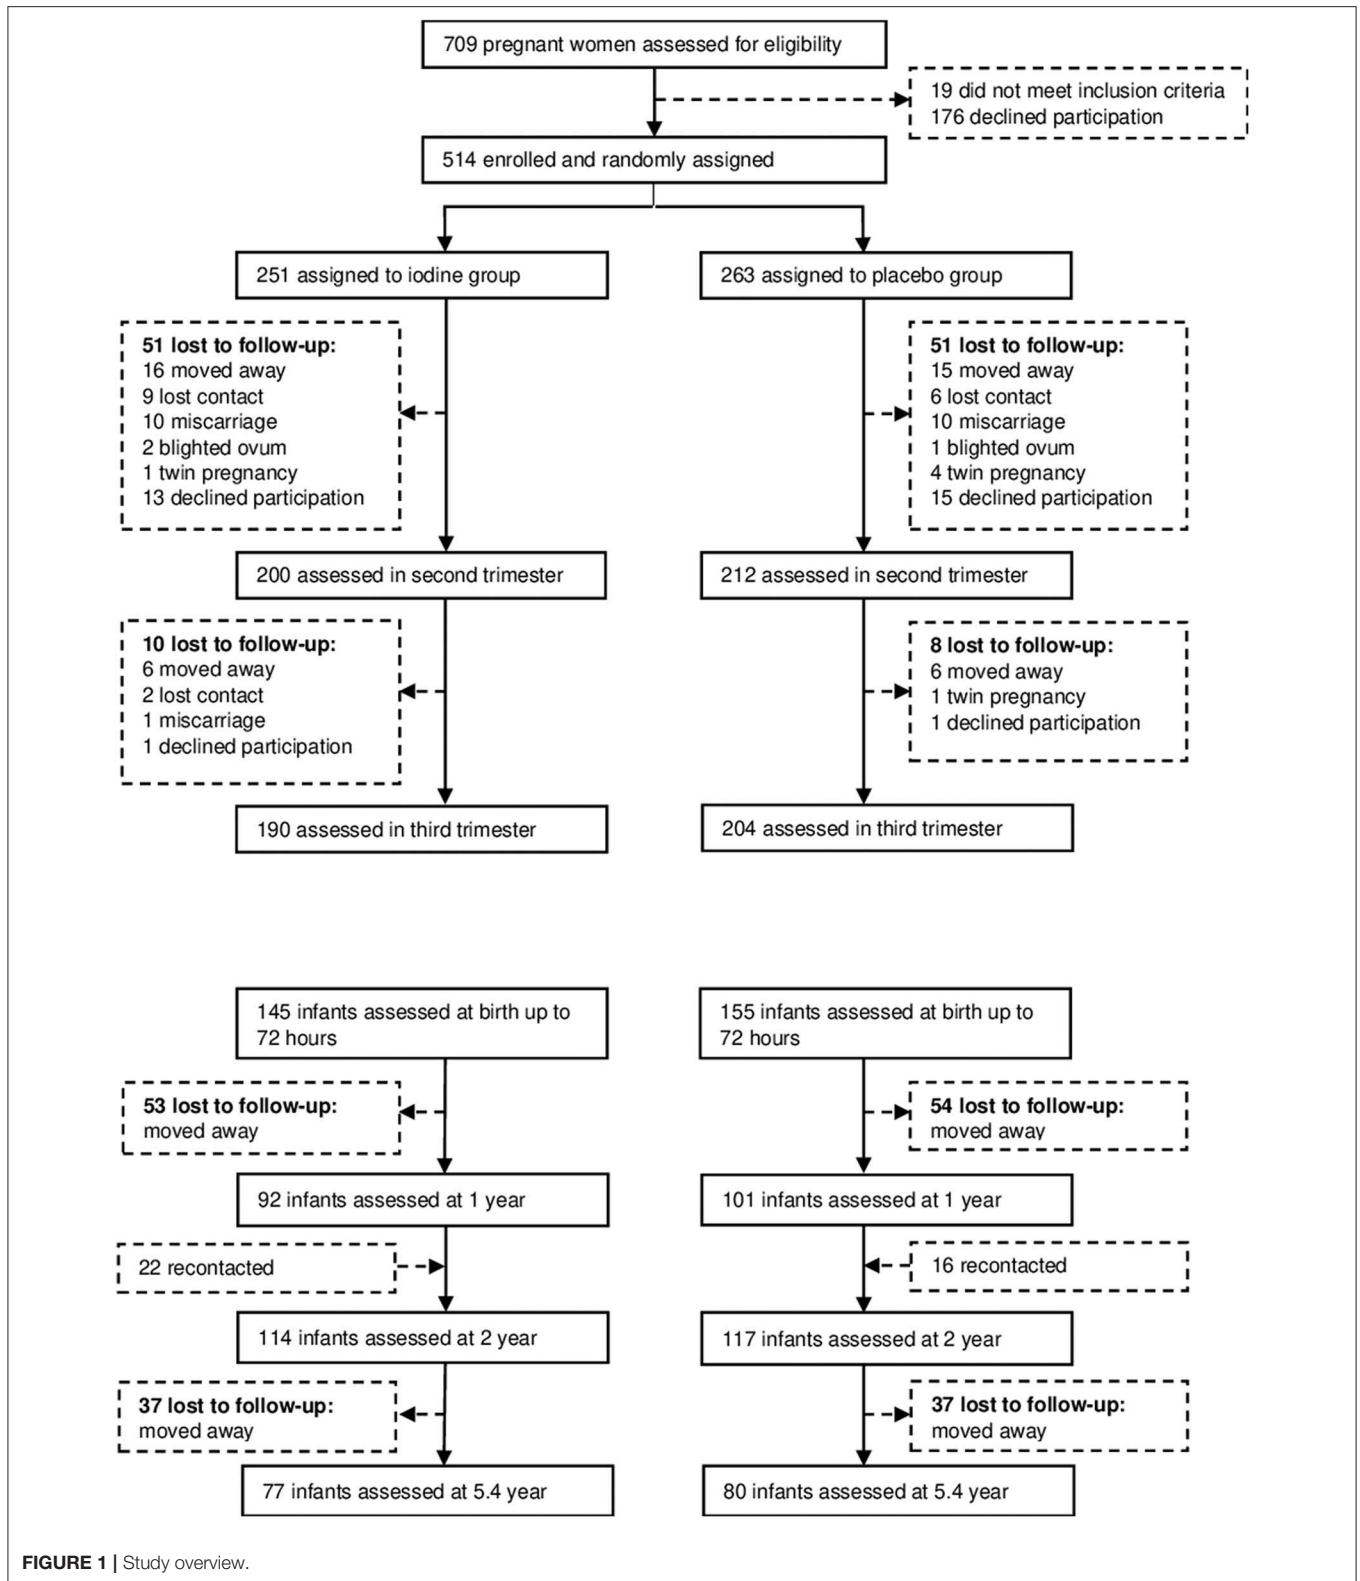 709 pregnant women assessed for eligibility
19 did not meet inclusion criteria
176 declined participation
514 enrolled and randomly assigned
251 assigned to iodine group
263 assigned to placebo group
51 lost to follow-up:
16 moved away
9 lost contact
10 miscarriage
2 blighted ovum
1 twin pregnancy
13 declined participation
51 lost to follow-up:
15 moved away
6 lost contact
10 miscarriage
1 blighted ovum
4 twin pregnancy
15 declined participation
200 assessed in second trimester
212 assessed in second trimester
10 lost to follow-up:
6 moved away
2 lost contact
1 miscarriage
1 declined participation
8 lost to follow-up:
6 moved away
1 twin pregnancy
1 declined participation
190 assessed in third trimester
204 assessed in third trimester
145 infants assessed at birth up to
72 hours
155 infants assessed at birth up to
72 hours
53 lost to follow-up:
moved away
54 lost to follow-up:
moved away
92 infants assessed at 1 year
101 infants assessed at 1 year
22 recontacted
16 recontacted
114 infants assessed at 2 year
117 infants assessed at 2 year
37 lost to follow-up:
moved away
37 lost to follow-up:
moved away
77 infants assessed at 5.4 year
80 infants assessed at 5.4 year
FIGURE 1 | Study overview.